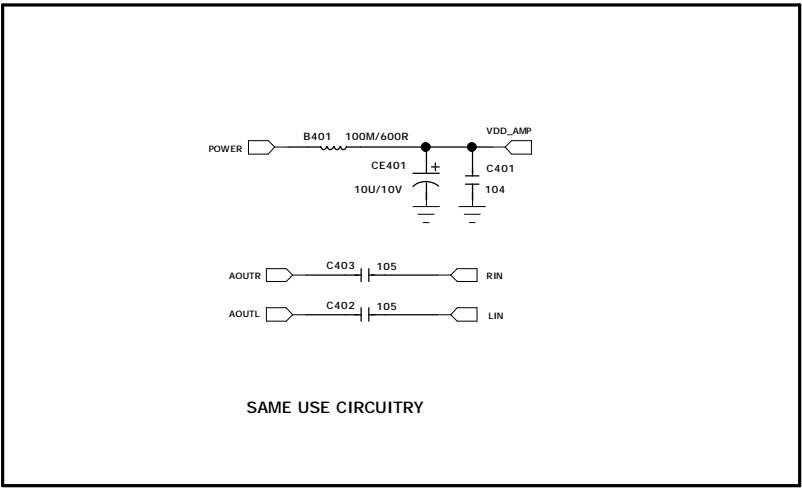 B401 100M/600R
VDD_AMP
POWER
CE401 +
C401
10U/10V
104
C403 105
AOUTR
RIN
C402 105
AOUTL
LIN
SAME USE CIRCUITRY